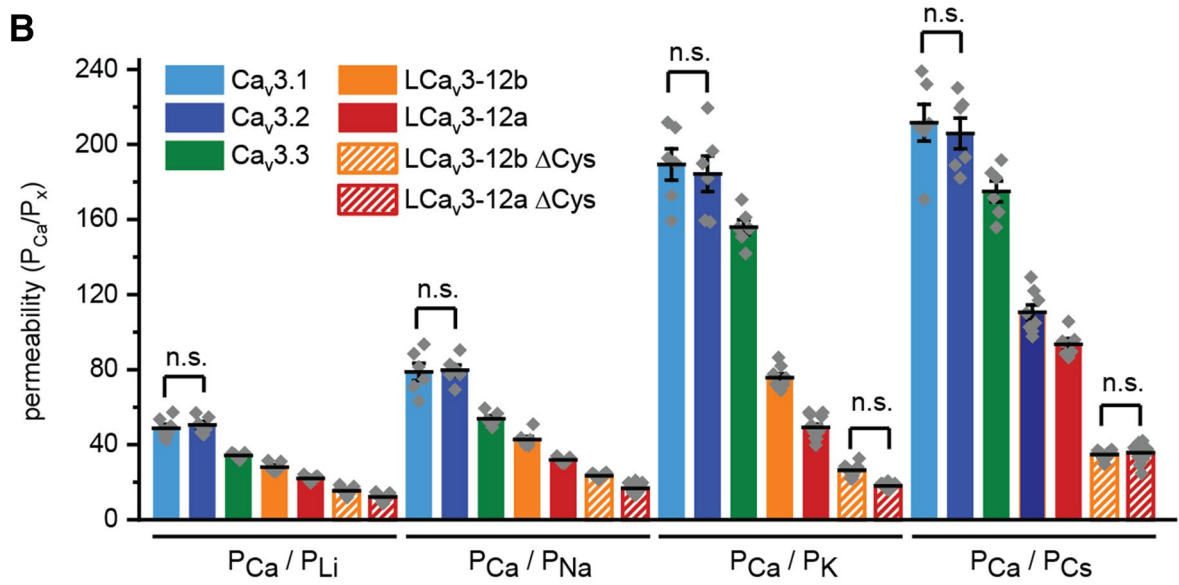 B
permeability (PCa/Px)
240
200
160
120
80
40
0
Cav3.1
Cav3.2
Cav3.3
LCav3-12b
LCav3-12a
LCav3-12b ΔCys
LCav3-12a ΔCys
n.s.
n.s.
n.s.
n.s.
n.s.
n.s.
PCa / PLi
PCa / PNa
PCa / PK
PCa / PCs